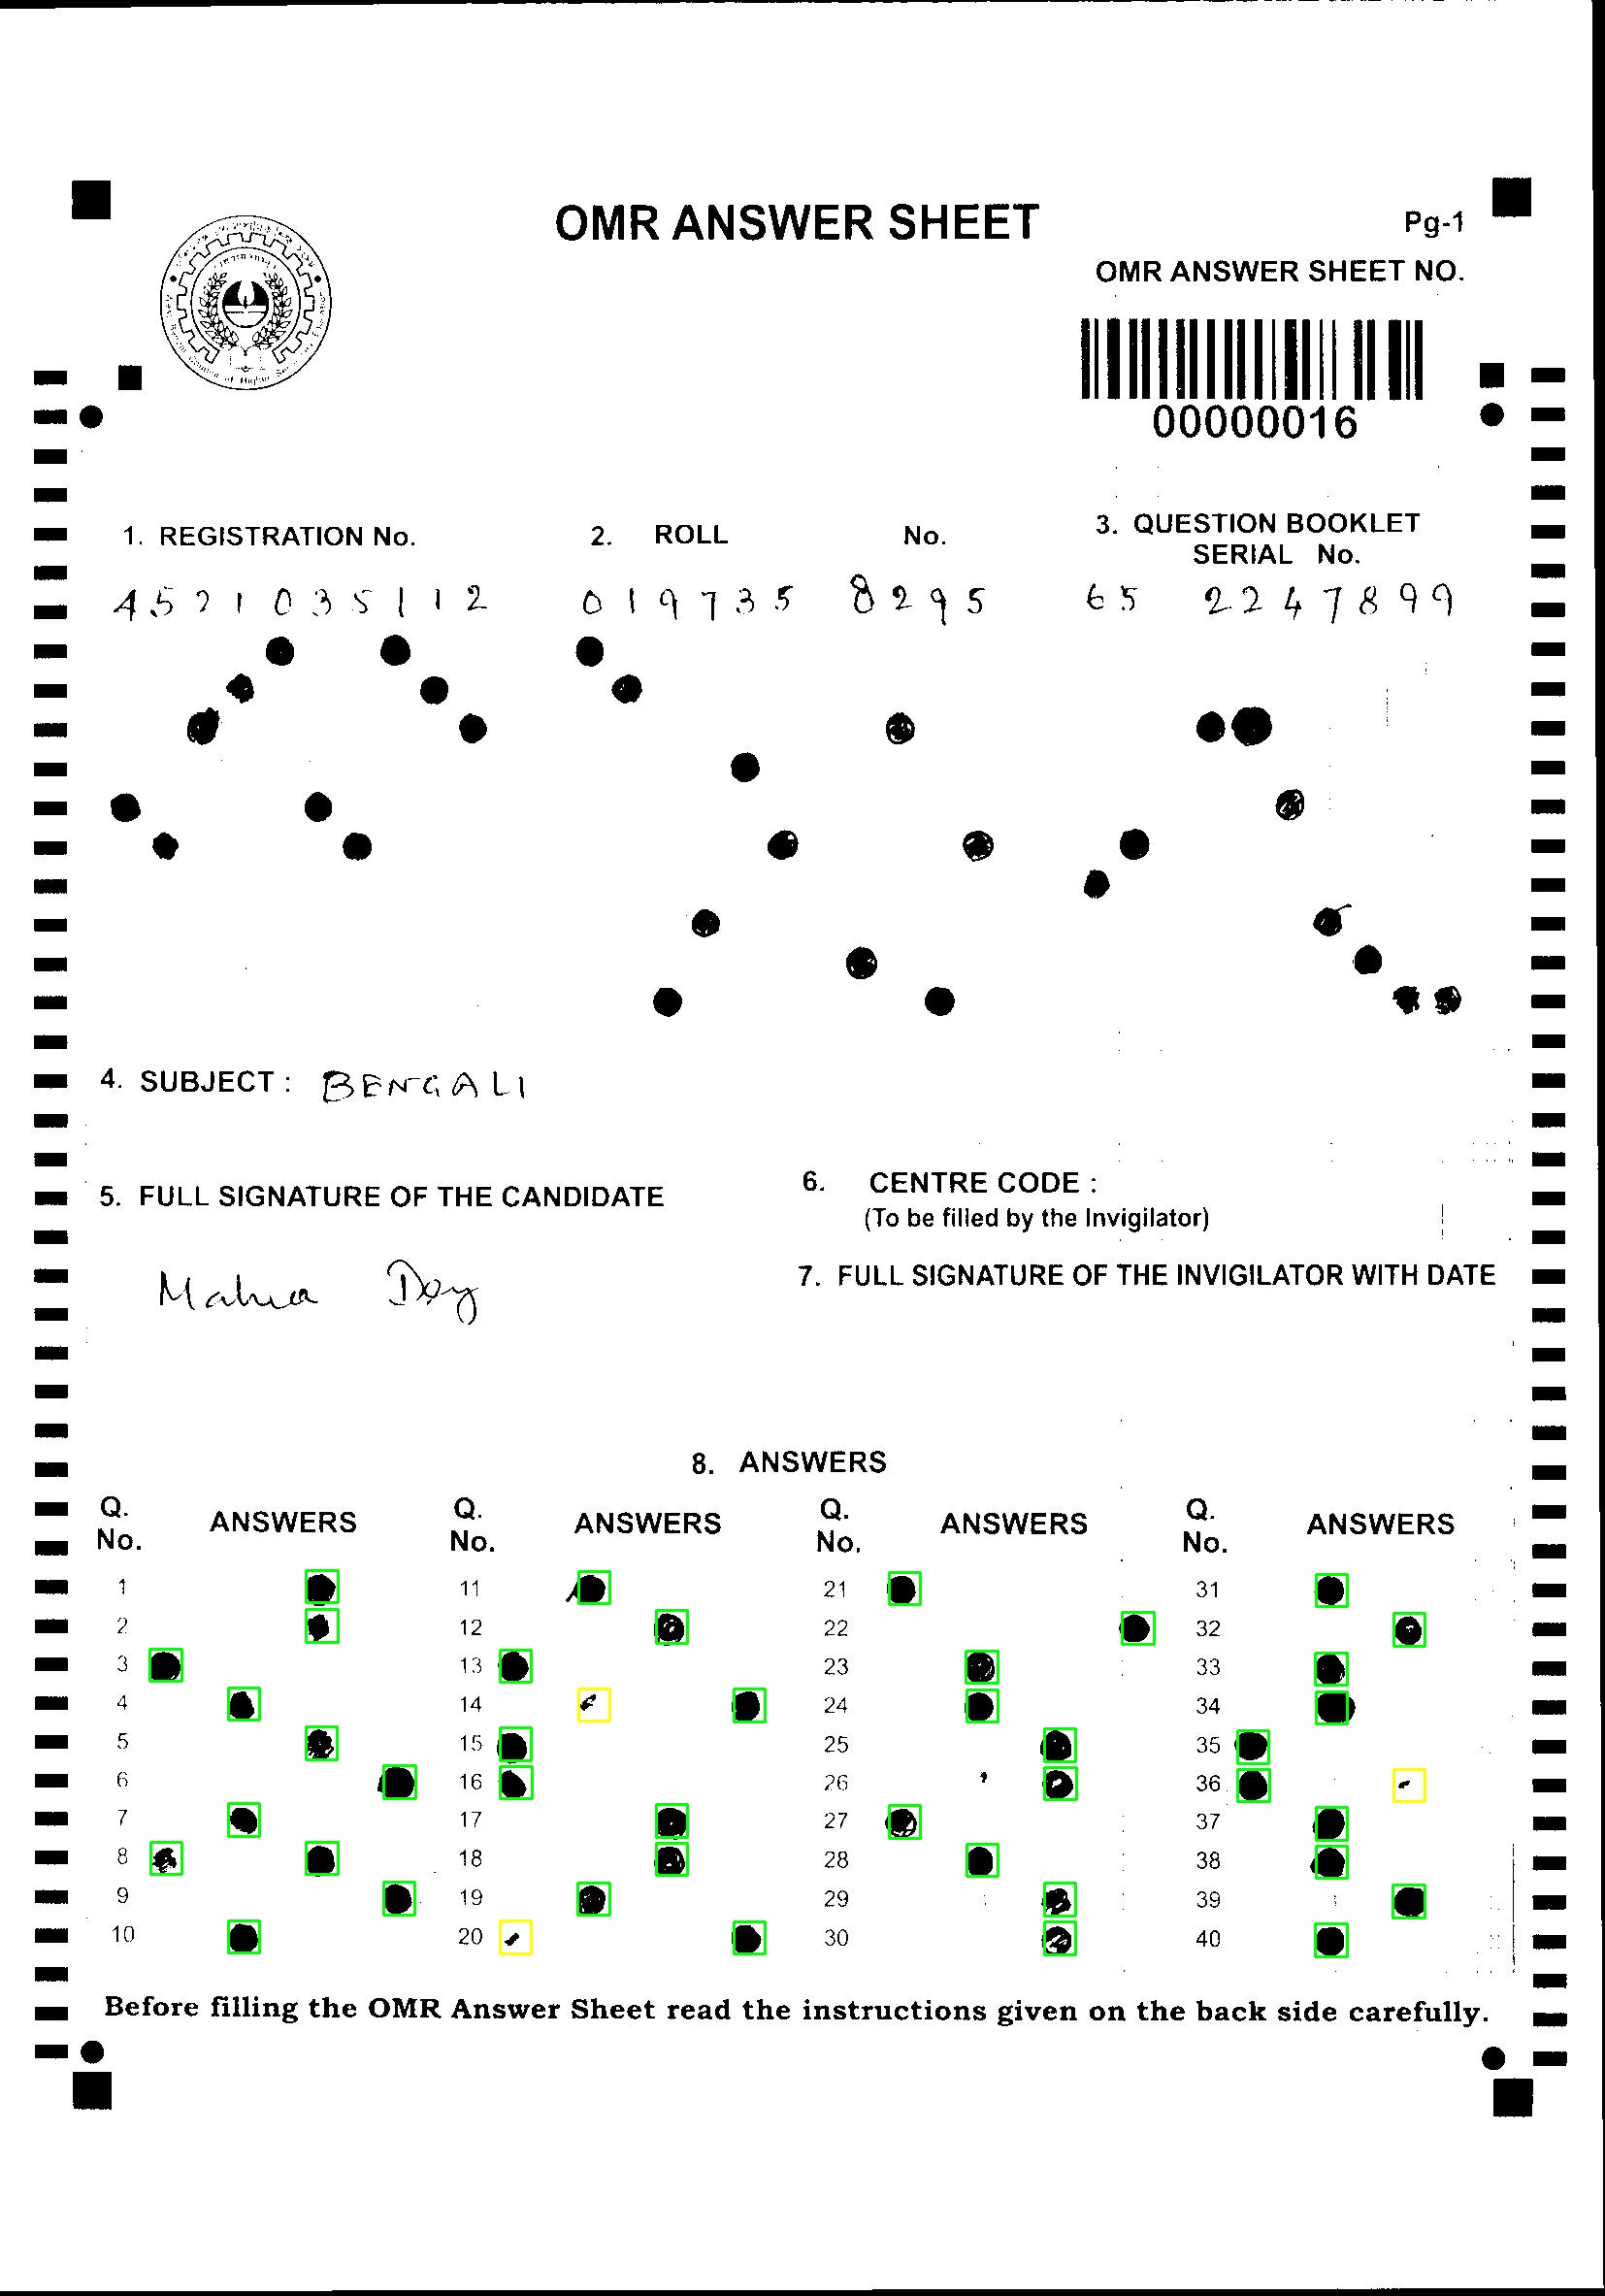 OMR ANSWER SHEET
Pg-1
OMR ANSWER SHEET NO.
00000016
1. REGISTRATION No.
4521035112
2. ROLL No.
019735 8295
3. QUESTION BOOKLET
SERIAL No.
65 2247899
4. SUBJECT : BENGALI
5. FULL SIGNATURE OF THE CANDIDATE
Mahua Dey
6. CENTRE CODE :
(To be filled by the Invigilator)
7. FULL SIGNATURE OF THE INVIGILATOR WITH DATE
8. ANSWERS
Q. No. ANSWERS Q. No. ANSWERS Q. No. ANSWERS Q. No. ANSWERS
1 11 21 31
2 12 22 32
3 13 23 33
4 14 24 34
5 15 25 35
6 16 26 36
7 17 27 37
8 18 28 38
9 19 29 39
10 20 30 40
Before filling the OMR Answer Sheet read the instructions given on the back side carefully.